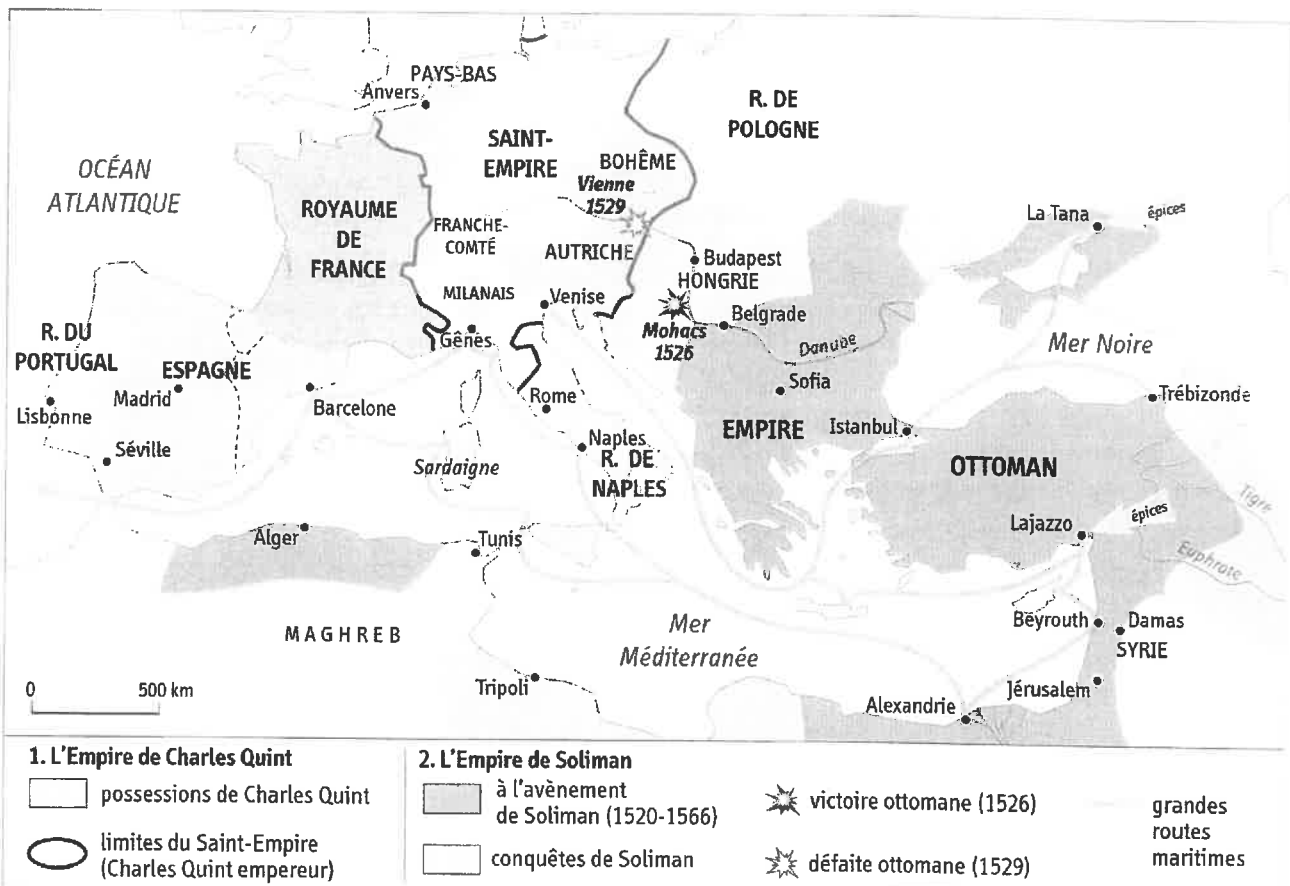 PAYS-BAS
Anvers
R. DE
POLOGNE
OCÉAN
ATLANTIQUE
SAINT-
EMPIRE
BOHÊME
Vienne
1529
ROYAUME
DE
FRANCE
FRANCHE-
COMTÉ
AUTRICHE
La Tana
épices
Budapest
HONGRIE
MILANAIS
Venise
Gênes
Mohacs
1526
Belgrade
Danube
Mer Noire
R. DU
PORTUGAL
ESPAGNE
Lisbonne
Madrid
Barcelone
Séville
Rome
Sofia
Trébizonde
Istanbul
EMPIRE
OTTOMAN
Naples
R. DE
NAPLES
Sardaigne
Tigre
Euphrate
épices
Lajazzo
Alger
Tunis
MAGHREB
Mer
Méditerranée
Beyrouth
Damas
SYRIE
Jérusalem
Tripoli
Alexandrie
0 500 km
1. L'Empire de Charles Quint
possessions de Charles Quint
limites du Saint-Empire
(Charles Quint empereur)
2. L'Empire de Soliman
à l'avènement
de Soliman (1520-1566)
conquêtes de Soliman
victoire ottomane (1526)
défaite ottomane (1529)
grandes
routes
maritimes